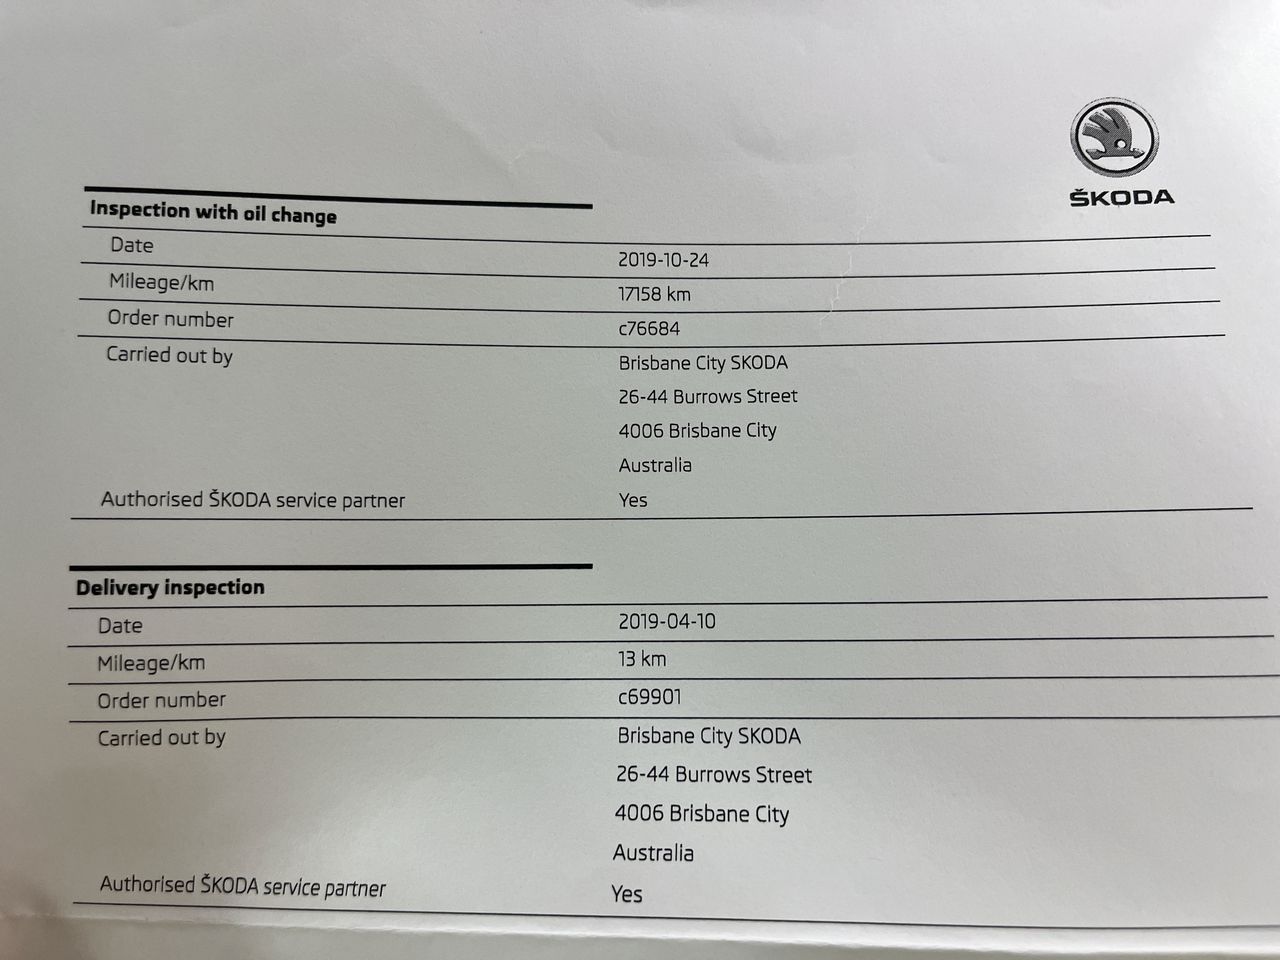 ŠKODA
Inspection with oil change
Date 2019-10-24
Mileage/km 17158 km
Order number c76684
Carried out by Brisbane City SKODA
26-44 Burrows Street
4006 Brisbane City
Australia
Authorised ŠKODA service partner Yes
Delivery inspection
Date 2019-04-10
Mileage/km 13 km
Order number c69901
Carried out by Brisbane City SKODA
26-44 Burrows Street
4006 Brisbane City
Australia
Authorised ŠKODA service partner Yes